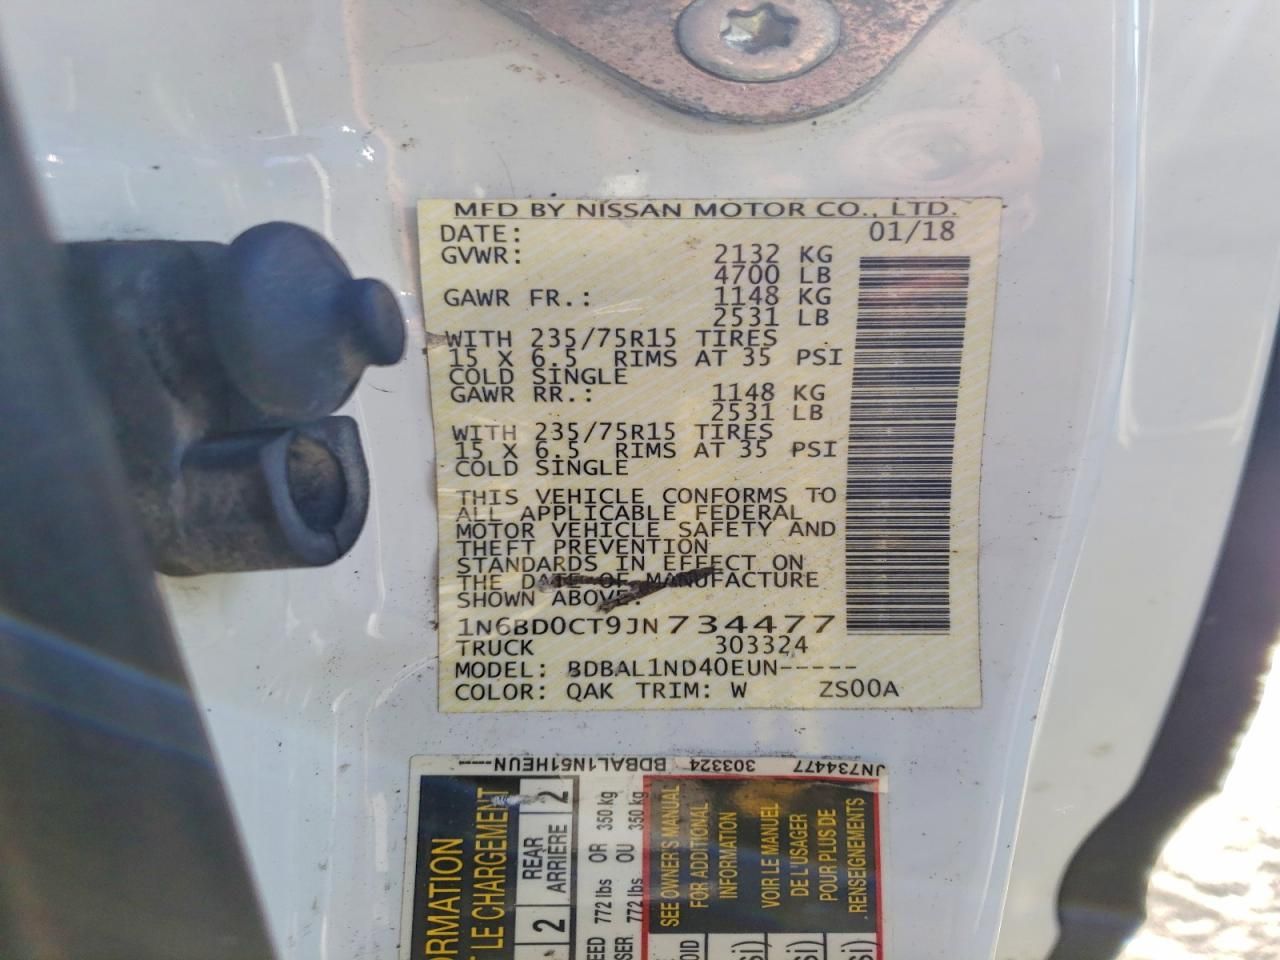 MFD BY NISSAN MOTOR CO., LTD.
DATE: 01/18
GVWR: 2132 KG
4700 LB
GAWR FR.: 1148 KG
2531 LB
WITH 235/75R15 TIRES
15 X 6.5 RIMS AT 35 PSI
COLD SINGLE
GAWR RR.: 1148 KG
2531 LB
WITH 235/75R15 TIRES
15 X 6.5 RIMS AT 35 PSI
COLD SINGLE
THIS VEHICLE CONFORMS TO
ALL APPLICABLE FEDERAL
MOTOR VEHICLE SAFETY AND
THEFT PREVENTION
STANDARDS IN EFFECT ON
THE DATE OF MANUFACTURE
SHOWN ABOVE.
1N6BD0CT9JN734477
TRUCK 303324
MODEL: BDBAL1ND40EUN-----
COLOR: QAK TRIM: W ZS00A
JN734477 303324 BDBAL1N51HEUN-----
LE CHARGEMENT
REAR 2
ARRIÈRE 2
772 lbs OR 350 kg
772 lbs OU 350 kg
SEE OWNER'S MANUAL
FOR ADDITIONAL
INFORMATION
VOIR LE MANUEL
DE L'USAGER
POUR PLUS DE
RENSEIGNEMENTS